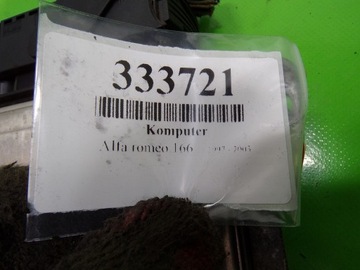 333721
Komputer
Alfa romeo 166